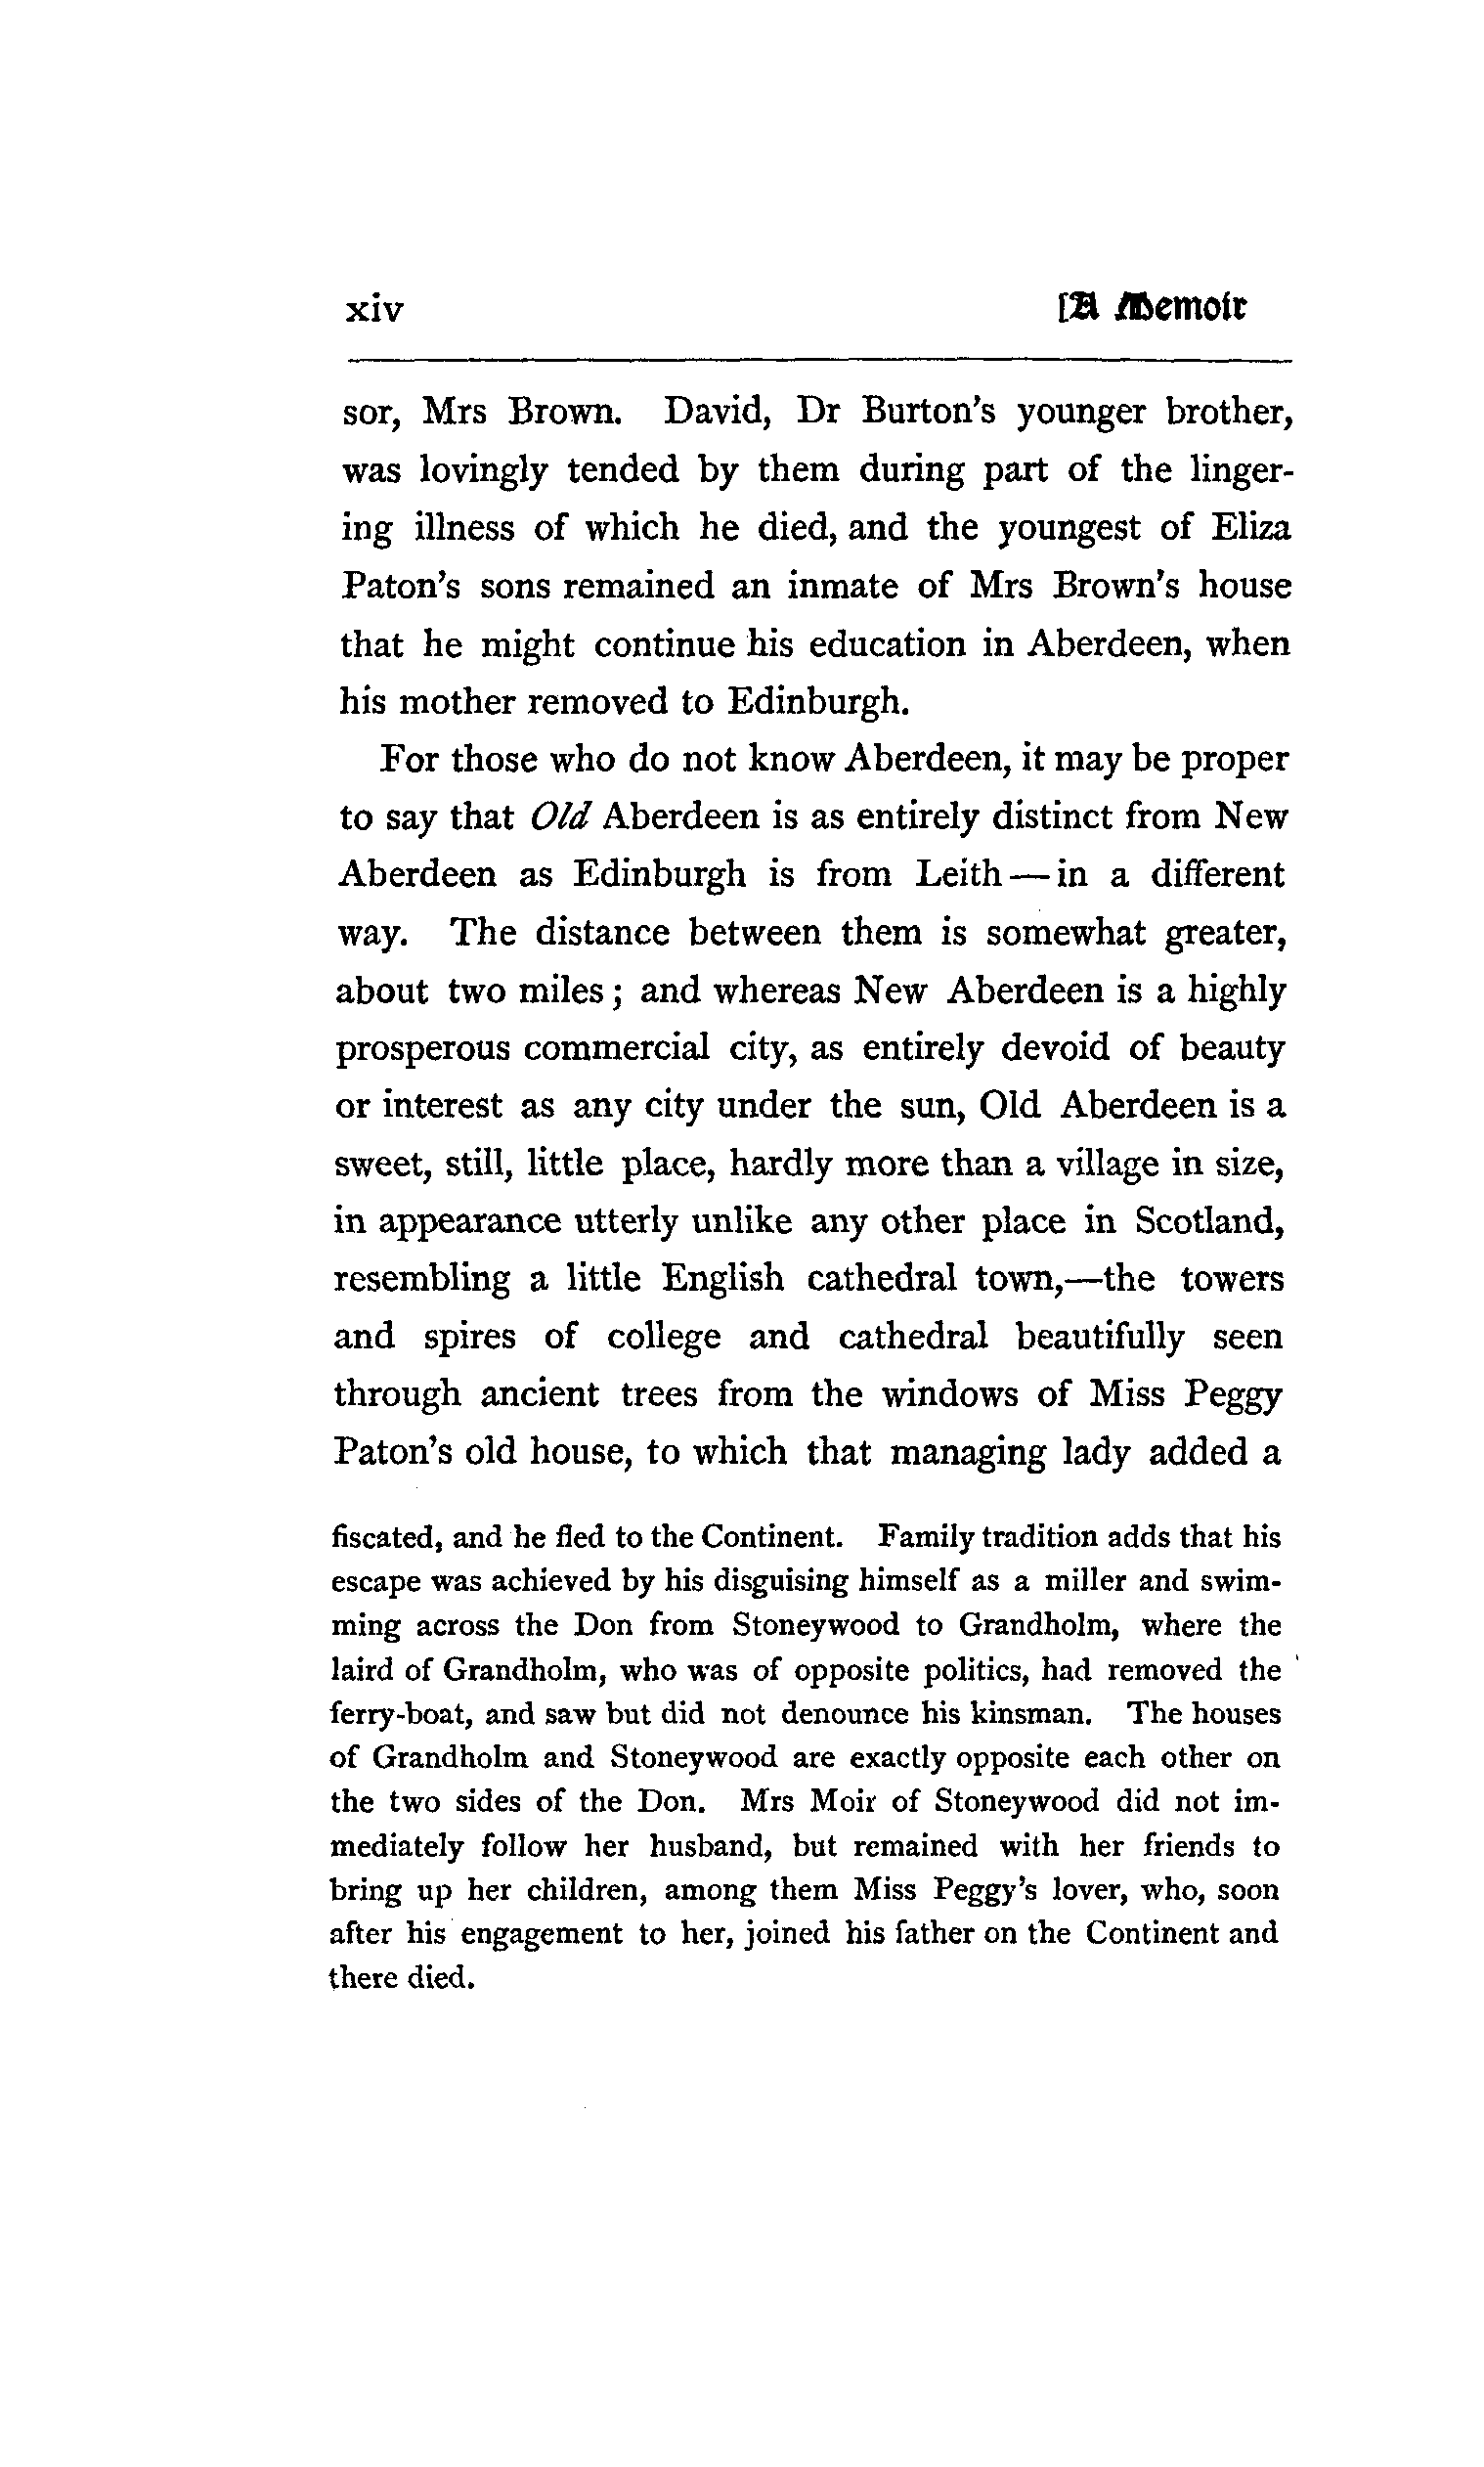 xiv [A Memoir
sor, Mrs Brown. David, Dr Burton's younger brother,
was lovingly tended by them during part of the linger-
ing illness of which he died, and the youngest of Eliza
Paton's sons remained an inmate of Mrs Brown's house
that he might continue his education in Aberdeen, when
his mother removed to Edinburgh.
For those who do not know Aberdeen, it may be proper
to say that Old Aberdeen is as entirely distinct from New
Aberdeen as Edinburgh is from Leith—in a different
way. The distance between them is somewhat greater,
about two miles; and whereas New Aberdeen is a highly
prosperous commercial city, as entirely devoid of beauty
or interest as any city under the sun, Old Aberdeen is a
sweet, still, little place, hardly more than a village in size,
in appearance utterly unlike any other place in Scotland,
resembling a little English cathedral town,—the towers
and spires of college and cathedral beautifully seen
through ancient trees from the windows of Miss Peggy
Paton's old house, to which that managing lady added a
fiscated, and he fled to the Continent. Family tradition adds that his
escape was achieved by his disguising himself as a miller and swim-
ming across the Don from Stoneywood to Grandholm, where the
laird of Grandholm, who was of opposite politics, had removed the
ferry-boat, and saw but did not denounce his kinsman. The houses
of Grandholm and Stoneywood are exactly opposite each other on
the two sides of the Don. Mrs Moir of Stoneywood did not im-
mediately follow her husband, but remained with her friends to
bring up her children, among them Miss Peggy's lover, who, soon
after his engagement to her, joined his father on the Continent and
there died.